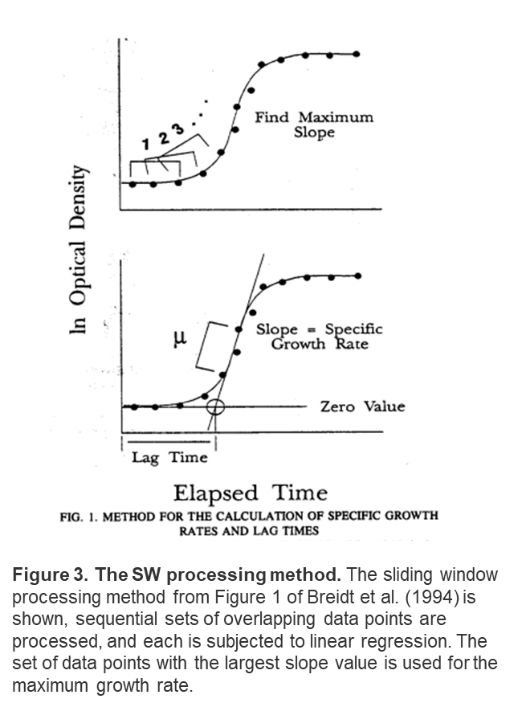 1 2 3 . . .
Find Maximum
Slope
ln Optical Density
μ
Slope = Specific
Growth Rate
Zero Value
Lag Time
Elapsed Time
FIG. 1. METHOD FOR THE CALCULATION OF SPECIFIC GROWTH
RATES AND LAG TIMES
Figure 3. The SW processing method. The sliding window
processing method from Figure 1 of Breidt et al. (1994) is
shown, sequential sets of overlapping data points are
processed, and each is subjected to linear regression. The
set of data points with the largest slope value is used for the
maximum growth rate.